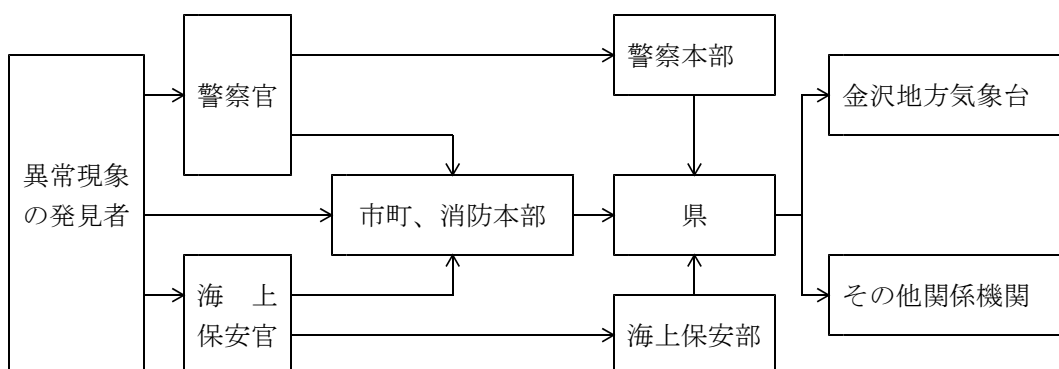 異常現象
の発見者
警察官
海　上
保安官
市町、消防本部
警察本部
県
海上保安部
金沢地方気象台
その他関係機関